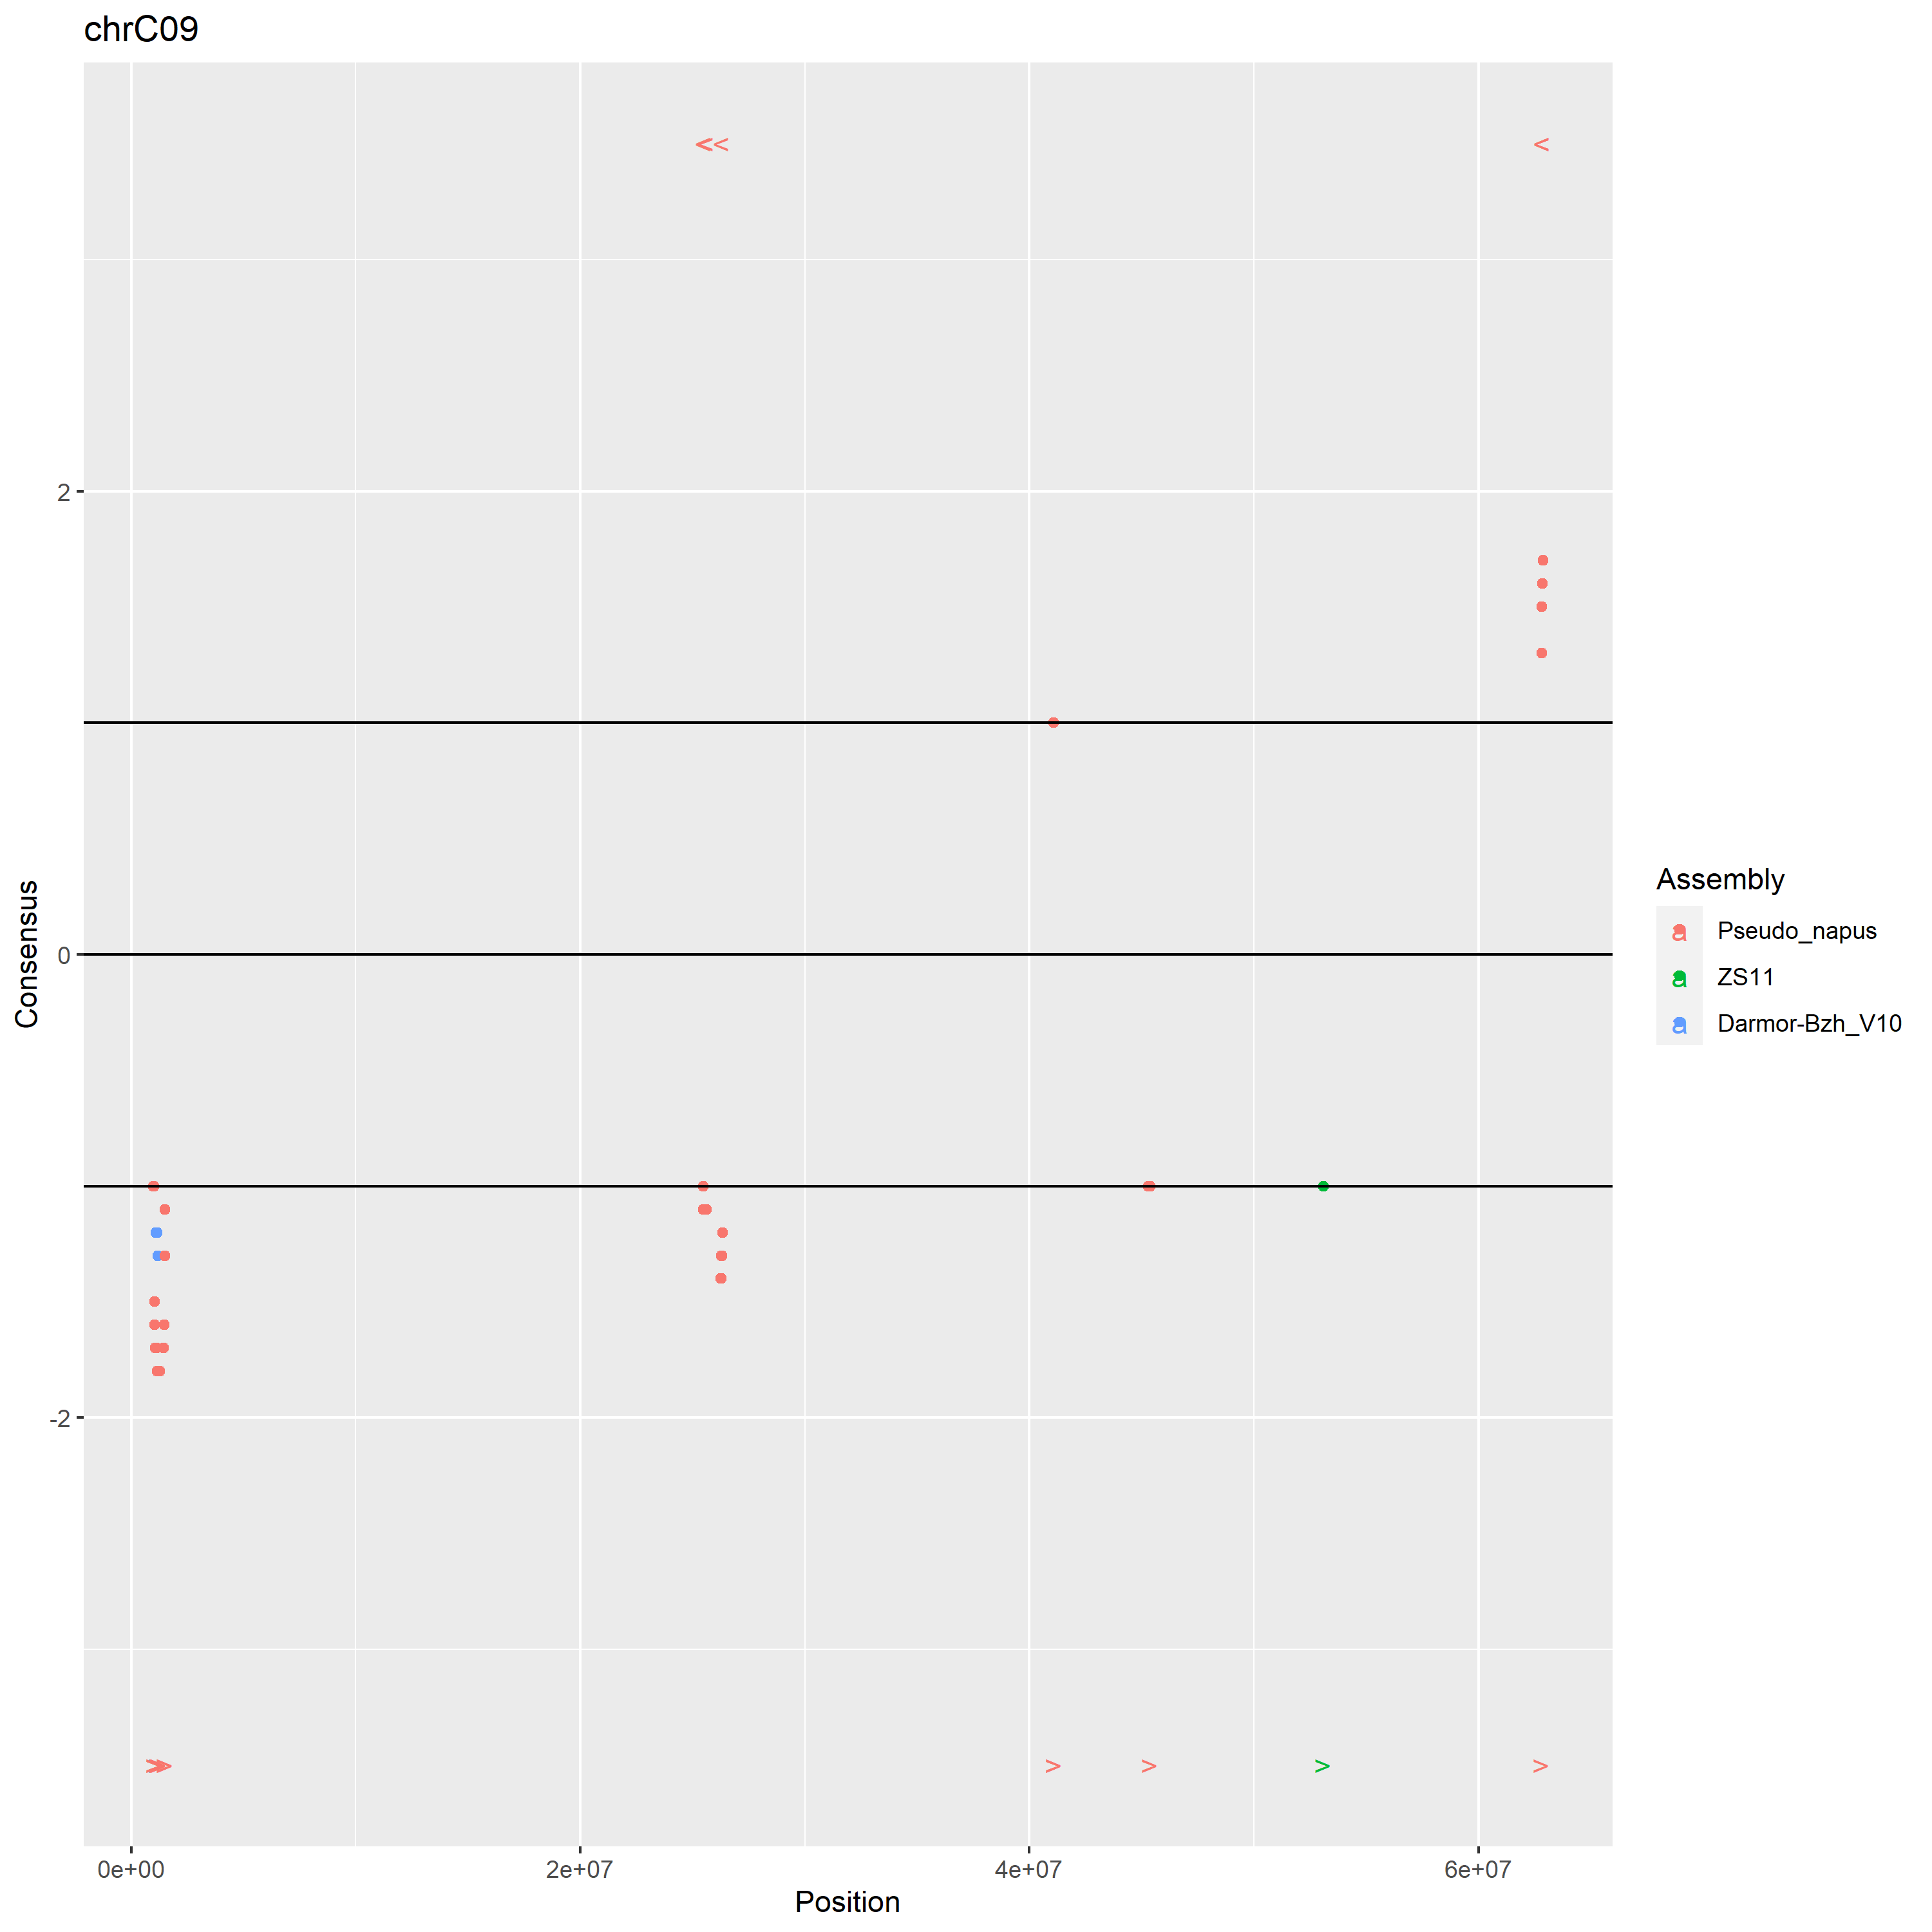 chrC09
<< <
2
0
-2
Consensus
>> > > > >
0e+00 2e+07 4e+07 6e+07
Position
Assembly
a Pseudo_napus
a ZS11
a Darmor-Bzh_V10